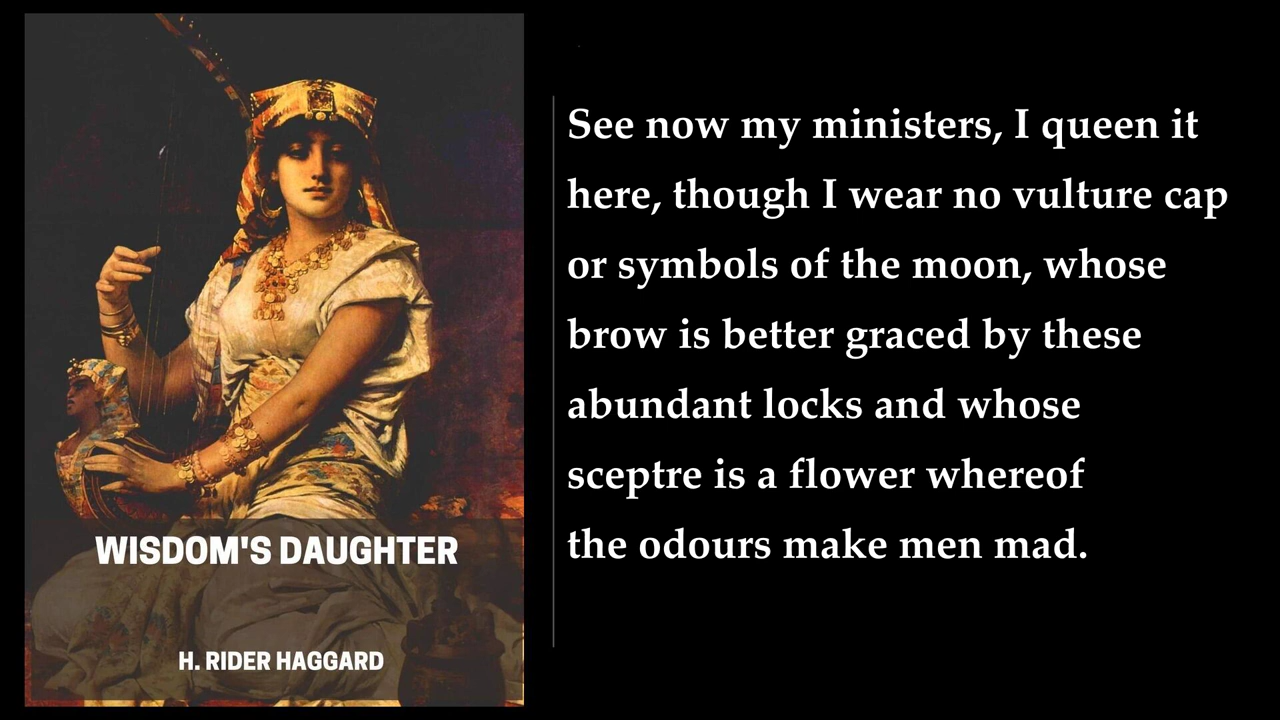 WISDOM'S DAUGHTER
H. RIDER HAGGARD
See now my ministers, I queen it
here, though I wear no vulture cap
or symbols of the moon, whose
brow is better graced by these
abundant locks and whose
sceptre is a flower whereof
the odours make men mad.